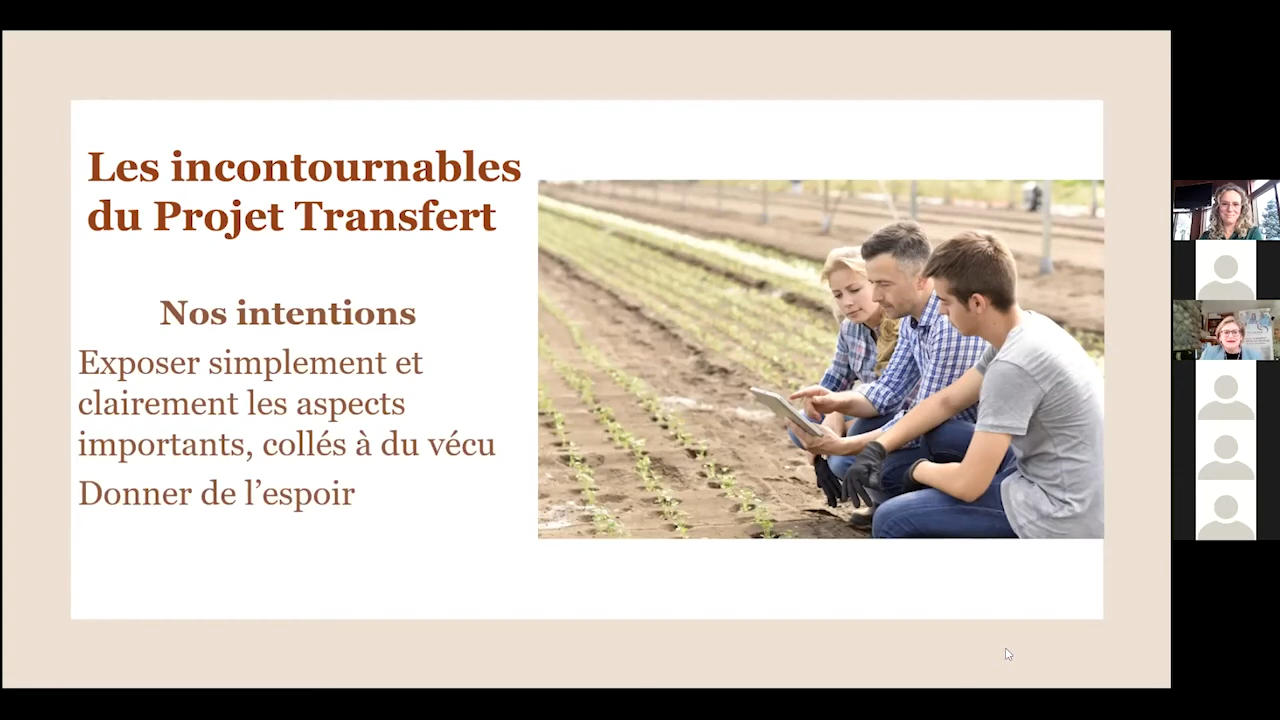 Les incontournables
du Projet Transfert
Nos intentions
Exposer simplement et
clairement les aspects
importants, collés à du vécu
Donner de l’espoir